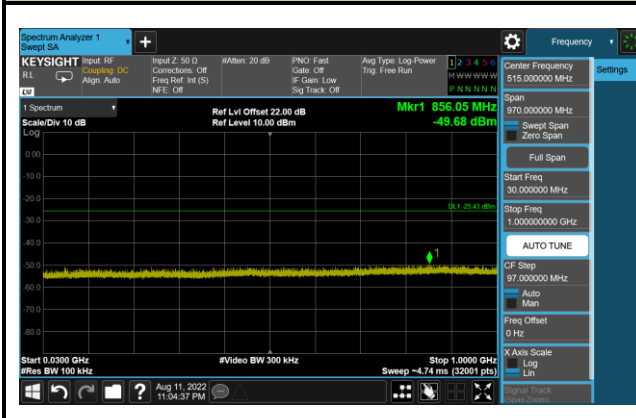 Spectrum Analyzer 1
Swept SA
+
Frequency
KEYSIGHT
RL
LXI
Input: RF
Coupling: DC
Align: Auto
Input Z: 50 Ω
Corrections: Off
Freq Ref: Int (S)
NFE: Off
#Atten: 20 dB
PNO: Fast
Gate: Off
IF Gain: Low
Sig Track: Off
Avg Type: Log-Power
Trig: Free Run
1 2 3 4 5 6
M W W W W W
P N N N N N
Center Frequency
515.000000 MHz
Settings
1 Spectrum
Scale/Div 10 dB
Log
Ref Lvl Offset 22.00 dB
Ref Level 10.00 dBm
Mkr1 856.05 MHz
-49.68 dBm
Span
970.000000 MHz
Swept Span
Zero Span
Full Span
Start Freq
30.000000 MHz
Stop Freq
1.000000000 GHz
AUTO TUNE
CF Step
97.000000 MHz
Auto
Man
Freq Offset
0 Hz
X Axis Scale
Log
Lin
Signal Track
(Span Zoom)
0.00
-10.0
-20.0
DL1 -25.43 dBm
-30.0
-40.0
1
-50.0
-60.0
-70.0
-80.0
Start 0.0300 GHz
#Res BW 100 kHz
#Video BW 300 kHz
Stop 1.0000 GHz
Sweep ~4.74 ms (32001 pts)
?
Aug 11, 2022
11:04:37 PM